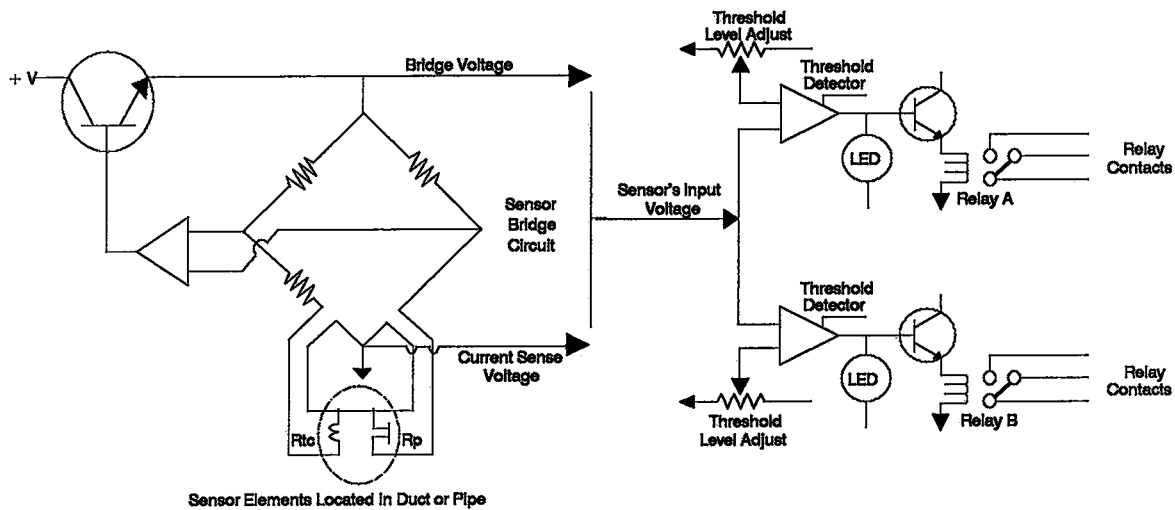 Threshold
Level Adjust
+ V
Bridge Voltage
Threshold
Detector
LED
Relay
Contacts
Relay A
Sensor
Bridge
Circuit
Sensor's Input
Voltage
Threshold
Detector
Current Sense
Voltage
LED
Relay
Contacts
Threshold
Level Adjust
Relay B
Rtc
Rp
Sensor Elements Located in Duct or Pipe